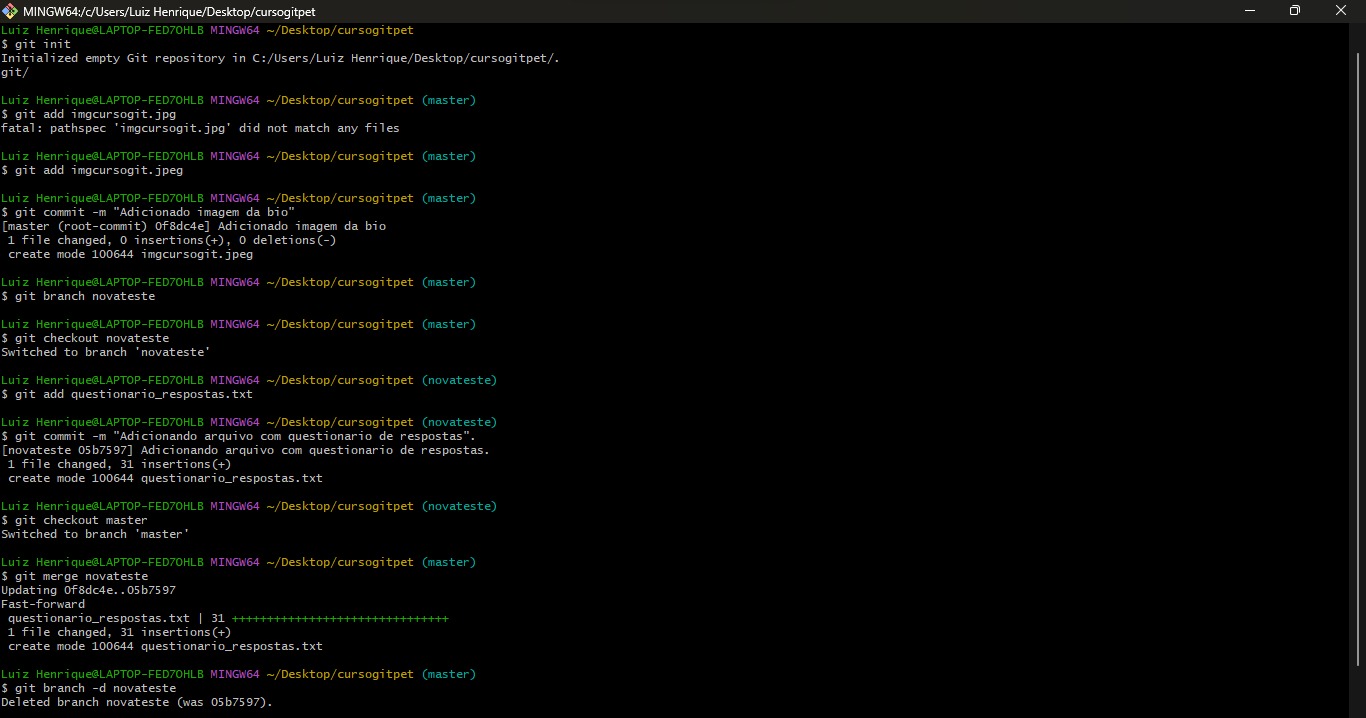 MINGW64:/c/Users/Luiz Henrique/Desktop/cursogitpet
Luiz Henrique@LAPTOP-FED7OHLB MINGW64 ~/Desktop/cursogitpet
$ git init
Initialized empty Git repository in C:/Users/Luiz Henrique/Desktop/cursogitpet/.
git/
Luiz Henrique@LAPTOP-FED7OHLB MINGW64 ~/Desktop/cursogitpet (master)
$ git add imgcursogit.jpg
fatal: pathspec 'imgcursogit.jpg' did not match any files
Luiz Henrique@LAPTOP-FED7OHLB MINGW64 ~/Desktop/cursogitpet (master)
$ git add imgcursogit.jpeg
Luiz Henrique@LAPTOP-FED7OHLB MINGW64 ~/Desktop/cursogitpet (master)
$ git commit -m "Adicionado imagem da bio"
[master (root-commit) 0f8dc4e] Adicionado imagem da bio
 1 file changed, 0 insertions(+), 0 deletions(-)
 create mode 100644 imgcursogit.jpeg
Luiz Henrique@LAPTOP-FED7OHLB MINGW64 ~/Desktop/cursogitpet (master)
$ git branch novateste
Luiz Henrique@LAPTOP-FED7OHLB MINGW64 ~/Desktop/cursogitpet (master)
$ git checkout novateste
Switched to branch 'novateste'
Luiz Henrique@LAPTOP-FED7OHLB MINGW64 ~/Desktop/cursogitpet (novateste)
$ git add questionario_respostas.txt
Luiz Henrique@LAPTOP-FED7OHLB MINGW64 ~/Desktop/cursogitpet (novateste)
$ git commit -m "Adicionando arquivo com questionario de respostas".
[novateste 05b7597] Adicionando arquivo com questionario de respostas.
 1 file changed, 31 insertions(+)
 create mode 100644 questionario_respostas.txt
Luiz Henrique@LAPTOP-FED7OHLB MINGW64 ~/Desktop/cursogitpet (novateste)
$ git checkout master
Switched to branch 'master'
Luiz Henrique@LAPTOP-FED7OHLB MINGW64 ~/Desktop/cursogitpet (master)
$ git merge novateste
Updating 0f8dc4e..05b7597
Fast-forward
 questionario_respostas.txt | 31 +++++++++++++++++++++++++++++++
 1 file changed, 31 insertions(+)
 create mode 100644 questionario_respostas.txt
Luiz Henrique@LAPTOP-FED7OHLB MINGW64 ~/Desktop/cursogitpet (master)
$ git branch -d novateste
Deleted branch novateste (was 05b7597).